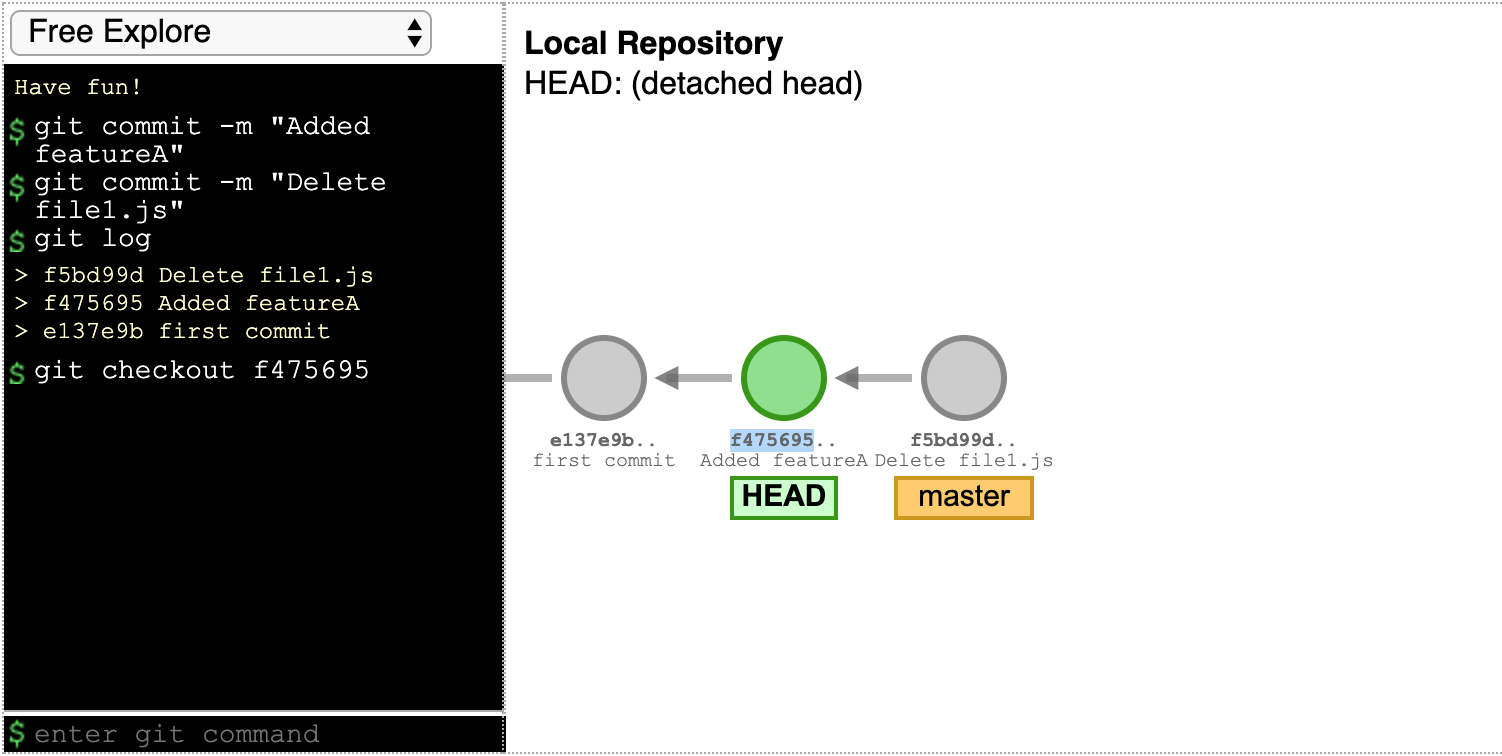 Free Explore
Have fun!
$ git commit -m "Added
featureA"
$ git commit -m "Delete
file1.js"
$ git log
> f5bd99d Delete file1.js
> f475695 Added featureA
> e137e9b first commit
$ git checkout f475695
$ enter git command
Local Repository
HEAD: (detached head)
e137e9b..
first commit
f475695..
Added featureA
HEAD
f5bd99d..
Delete file1.js
master